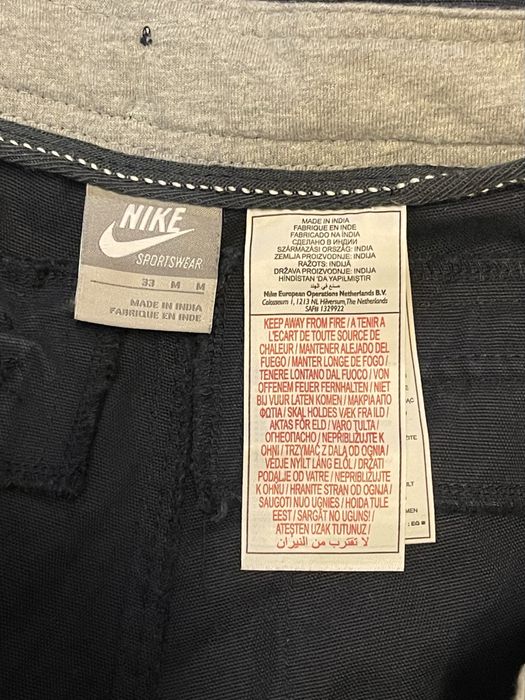 NIKE
SPORTSWEAR
33 M M
MADE IN INDIA
FABRIQUE EN INDE
MADE IN INDIA
FABRIQUE EN INDE
FABRICADO NA ÍNDIA
СДЕЛАНО В ИНДИИ
SZÁRMAZÁSI ORSZÁG: INDIA
ZEMLJA PROIZVODNJE: INDIJA
RAŽOTS: INDIJĀ
DRŽAVA PROIZVODNJE: INDIJA
HİNDİSTAN 'DA YAPILMIŞTIR
صنع في الهند
Nike European Operations Netherlands B.V.
Colosseum 1, 1213 NL Hilversum, The Netherlands
SAF# 1329922
KEEP AWAY FROM FIRE / A TENIR A
L'ECART DE TOUTE SOURCE DE
CHALEUR / MANTENER ALEJADO DEL
FUEGO / MANTER LONGE DE FOGO /
TENERE LONTANO DAL FUOCO / VON
OFFENEM FEUER FERNHALTEN / NIET
BIJ VUUR LATEN KOMEN / ΜΑΚΡΙΑ ΑΠΟ
ΦΩΤΙΑ / SKAL HOLDES VÆK FRA ILD /
AKTAS FÖR ELD / VARO TULTA /
ОГНЕОПАСНО / NEPŘIBLIŽUJTE K
OHNI / TRZYMAĆ Z DALA OD OGNIA /
VEDJE NYILT LÁNG ELŐL / DRŽATI
PODALJE OD VATRE / NEPRIBLIŽUJTE
K OHŇU / HRANITE STRAN OD OGNJA /
SAUGOTI NUO UGNIES / HOIDA TULE
EEST / SARGĀT NO UGUNS! /
ATEŞTEN UZAK TUTUNUZ /
لا تقترب من النيران